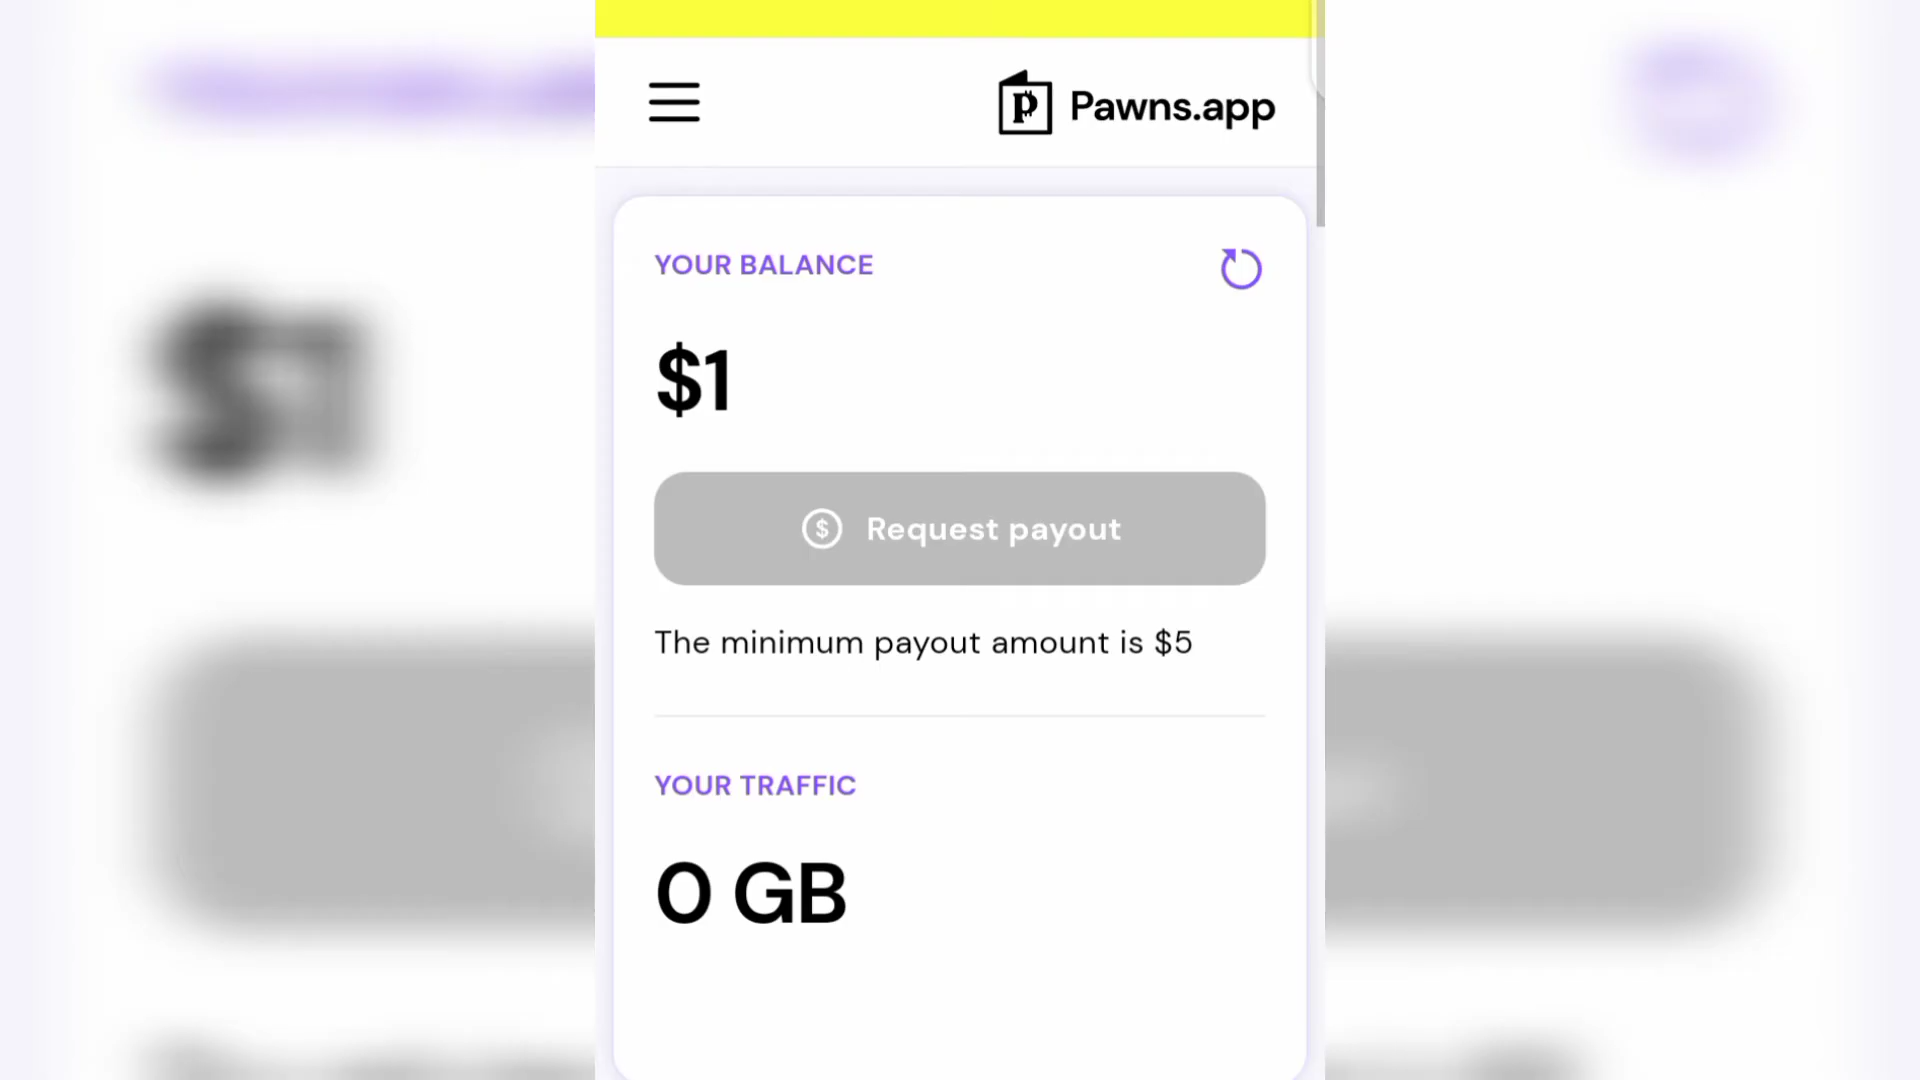 Pawns.app
YOUR BALANCE
$1
Request payout
The minimum payout amount is $5
YOUR TRAFFIC
0 GB